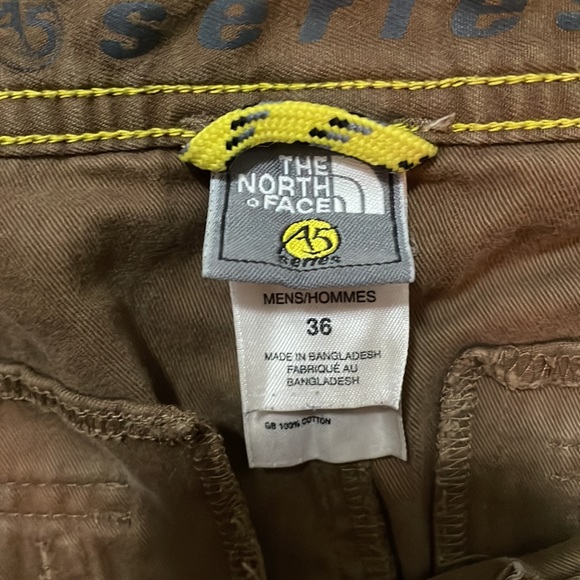 A5 series
THE
NORTH
FACE
A5
series
MENS/HOMMES
36
MADE IN BANGLADESH
FABRIQUÉ AU
BANGLADESH
GB 100% COTTON